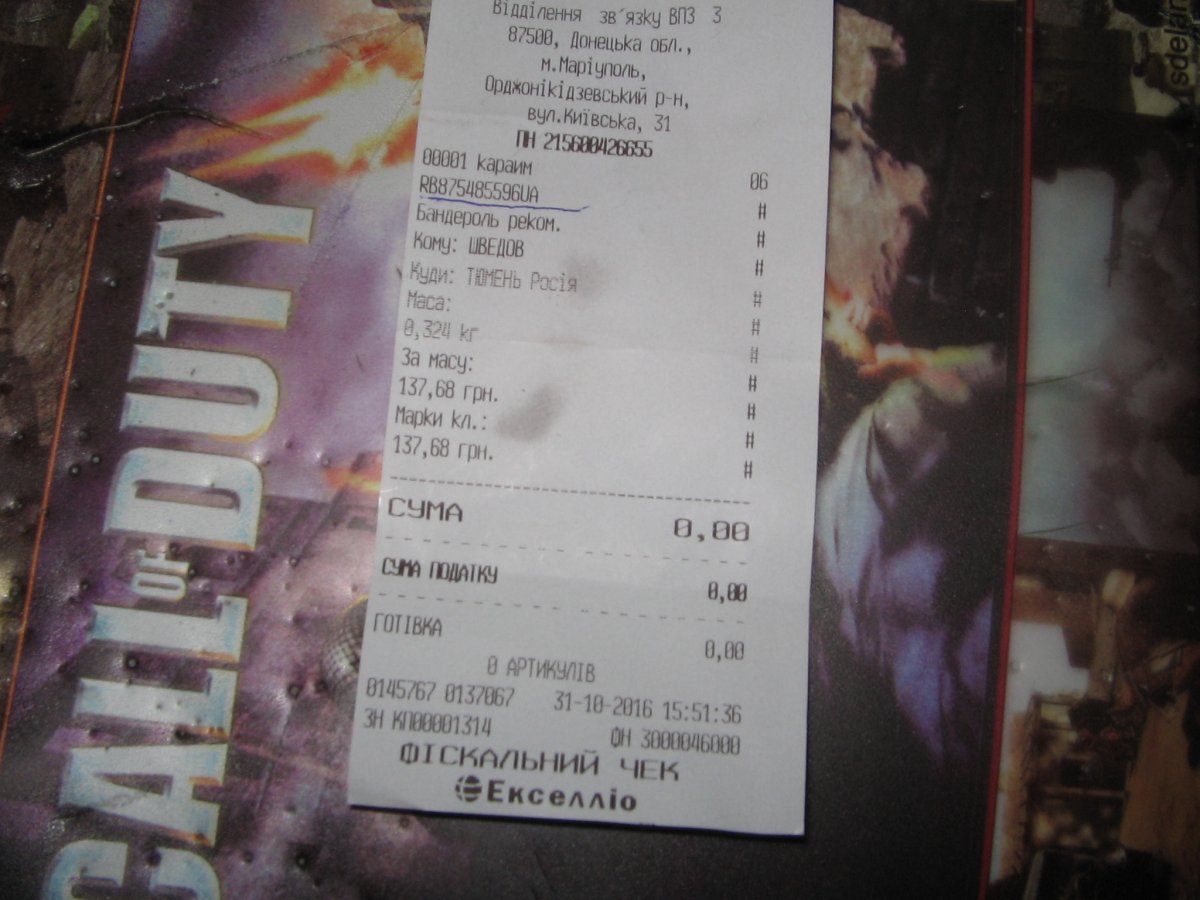 Відділення зв´язку ВПЗ 3
87500, Донецька обл.,
м.Маріуполь,
Орджонікідзевський р-н,
вул.Київська, 31
ПН 215600426655
00001 караим 06
RB875485596UA #
Бандероль реком. #
Кому: ШВЕДОВ #
Куди: ТЮМЕНЬ Росія #
Маса: #
0,324 кг #
За масу: #
137,68 грн. #
Марки кл.: #
137,68 грн. #
СУМА 0,00
СУМА ПОДАТКУ 0,00
ГОТІВКА 0,00
0 АРТИКУЛІВ
0145767 0137067 31-10-2016 15:51:36
ЗН КП00001314 ФН 3000046000
ФІСКАЛЬНИЙ ЧЕК
Екселліо
CALL OF DUTY